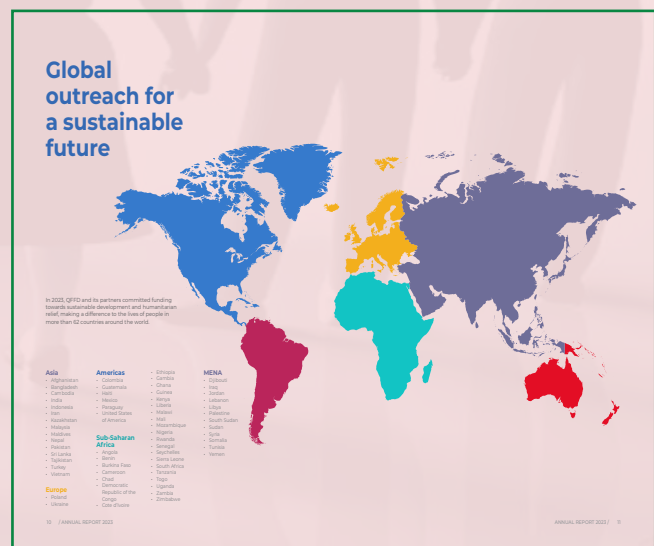 Global
outreach for
a sustainable
future
In 2023, QFFD and its partners committed funding
towards sustainable development and humanitarian
relief, making a difference to the lives of people in
more than 62 countries around the world.
Asia
• Afghanistan
• Bangladesh
• Cambodia
• India
• Indonesia
• Iran
• Kazakhstan
• Malaysia
• Maldives
• Nepal
• Pakistan
• Sri Lanka
• Tajikistan
• Turkey
• Vietnam
Europe
• Poland
• Ukraine
Americas
• Colombia
• Guatemala
• Haiti
• Mexico
• Paraguay
• United States
of America
Sub-Saharan
Africa
• Angola
• Benin
• Burkina Faso
• Cameroon
• Chad
• Democratic
Republic of the
Congo
• Cote d'Ivoire
• Ethiopia
• Gambia
• Ghana
• Guinea
• Kenya
• Liberia
• Malawi
• Mali
• Mozambique
• Nigeria
• Rwanda
• Senegal
• Seychelles
• Sierra Leone
• South Africa
• Tanzania
• Togo
• Uganda
• Zambia
• Zimbabwe
MENA
• Djibouti
• Iraq
• Jordan
• Lebanon
• Libya
• Palestine
• South Sudan
• Sudan
• Syria
• Somalia
• Tunisia
• Yemen
10 / ANNUAL REPORT 2023
ANNUAL REPORT 2023 / 11